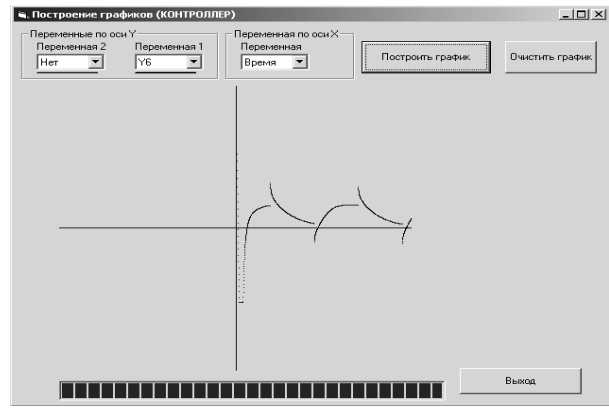 Построение графиков (КОНТРОЛЛЕР)
Переменные по оси Y
Переменная по оси X
Переменная 2 Переменная 1
Переменная
Нет Y6
Время
Построить график
Очистить график
Выход